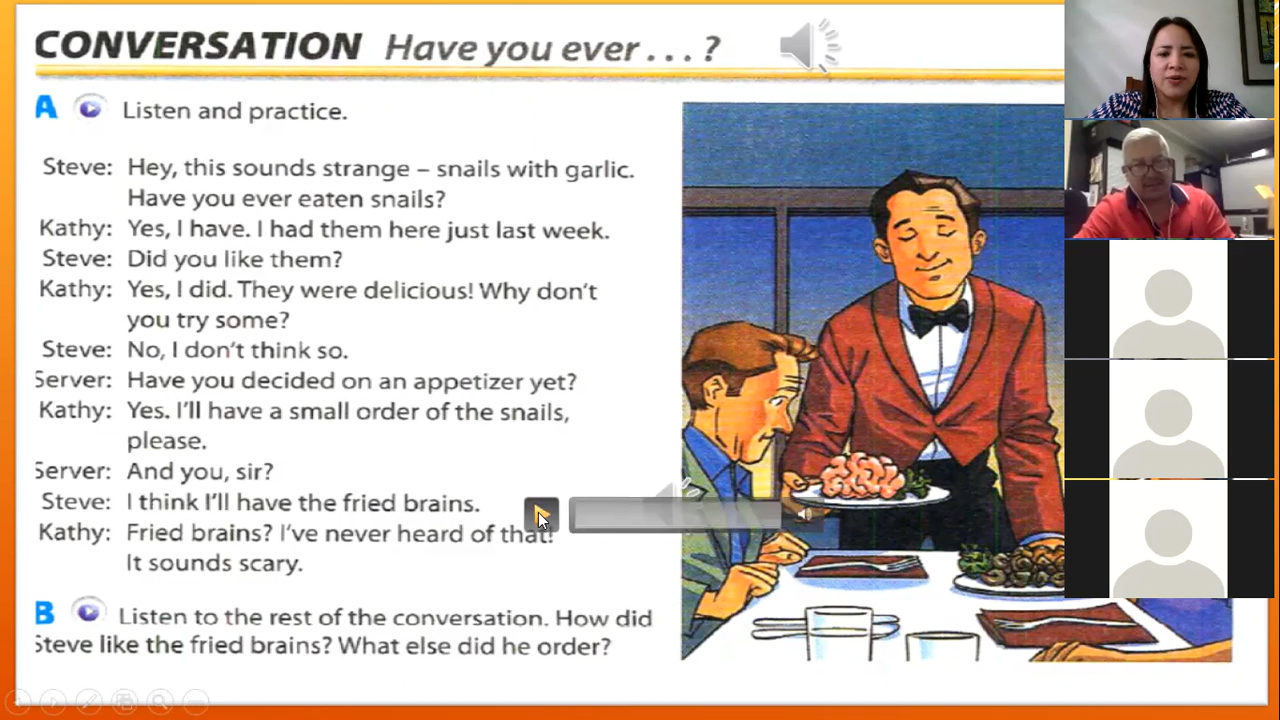 CONVERSATION Have you ever . . . ?
A Listen and practice.
Steve: Hey, this sounds strange – snails with garlic.
Have you ever eaten snails?
Kathy: Yes, I have. I had them here just last week.
Steve: Did you like them?
Kathy: Yes, I did. They were delicious! Why don't
you try some?
Steve: No, I don't think so.
Server: Have you decided on an appetizer yet?
Kathy: Yes. I'll have a small order of the snails,
please.
Server: And you, sir?
Steve: I think I'll have the fried brains.
Kathy: Fried brains? I've never heard of that!
It sounds scary.
B Listen to the rest of the conversation. How did
Steve like the fried brains? What else did he order?